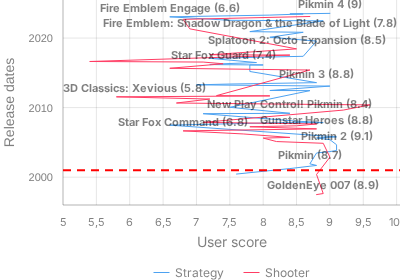 Pikmin 4 (9)
Fire Emblem Engage (6.6)
Fire Emblem: Shadow Dragon & the Blade of Light (7.8)
2020
Splatoon 2: Octo Expansion (8.5)
Star Fox Guard (7.4)
Pikmin 3 (8.8)
3D Classics: Xevious (5.8)
New Play Control! Pikmin (8.4)
2010
Star Fox Command (6.8)
Gunstar Heroes (8.8)
Pikmin 2 (9.1)
Pikmin (8.7)
2000
GoldenEye 007 (8.9)
Release dates
5 5,5 6 6,5 7 7,5 8 8,5 9 9,5 10
User score
Strategy Shooter